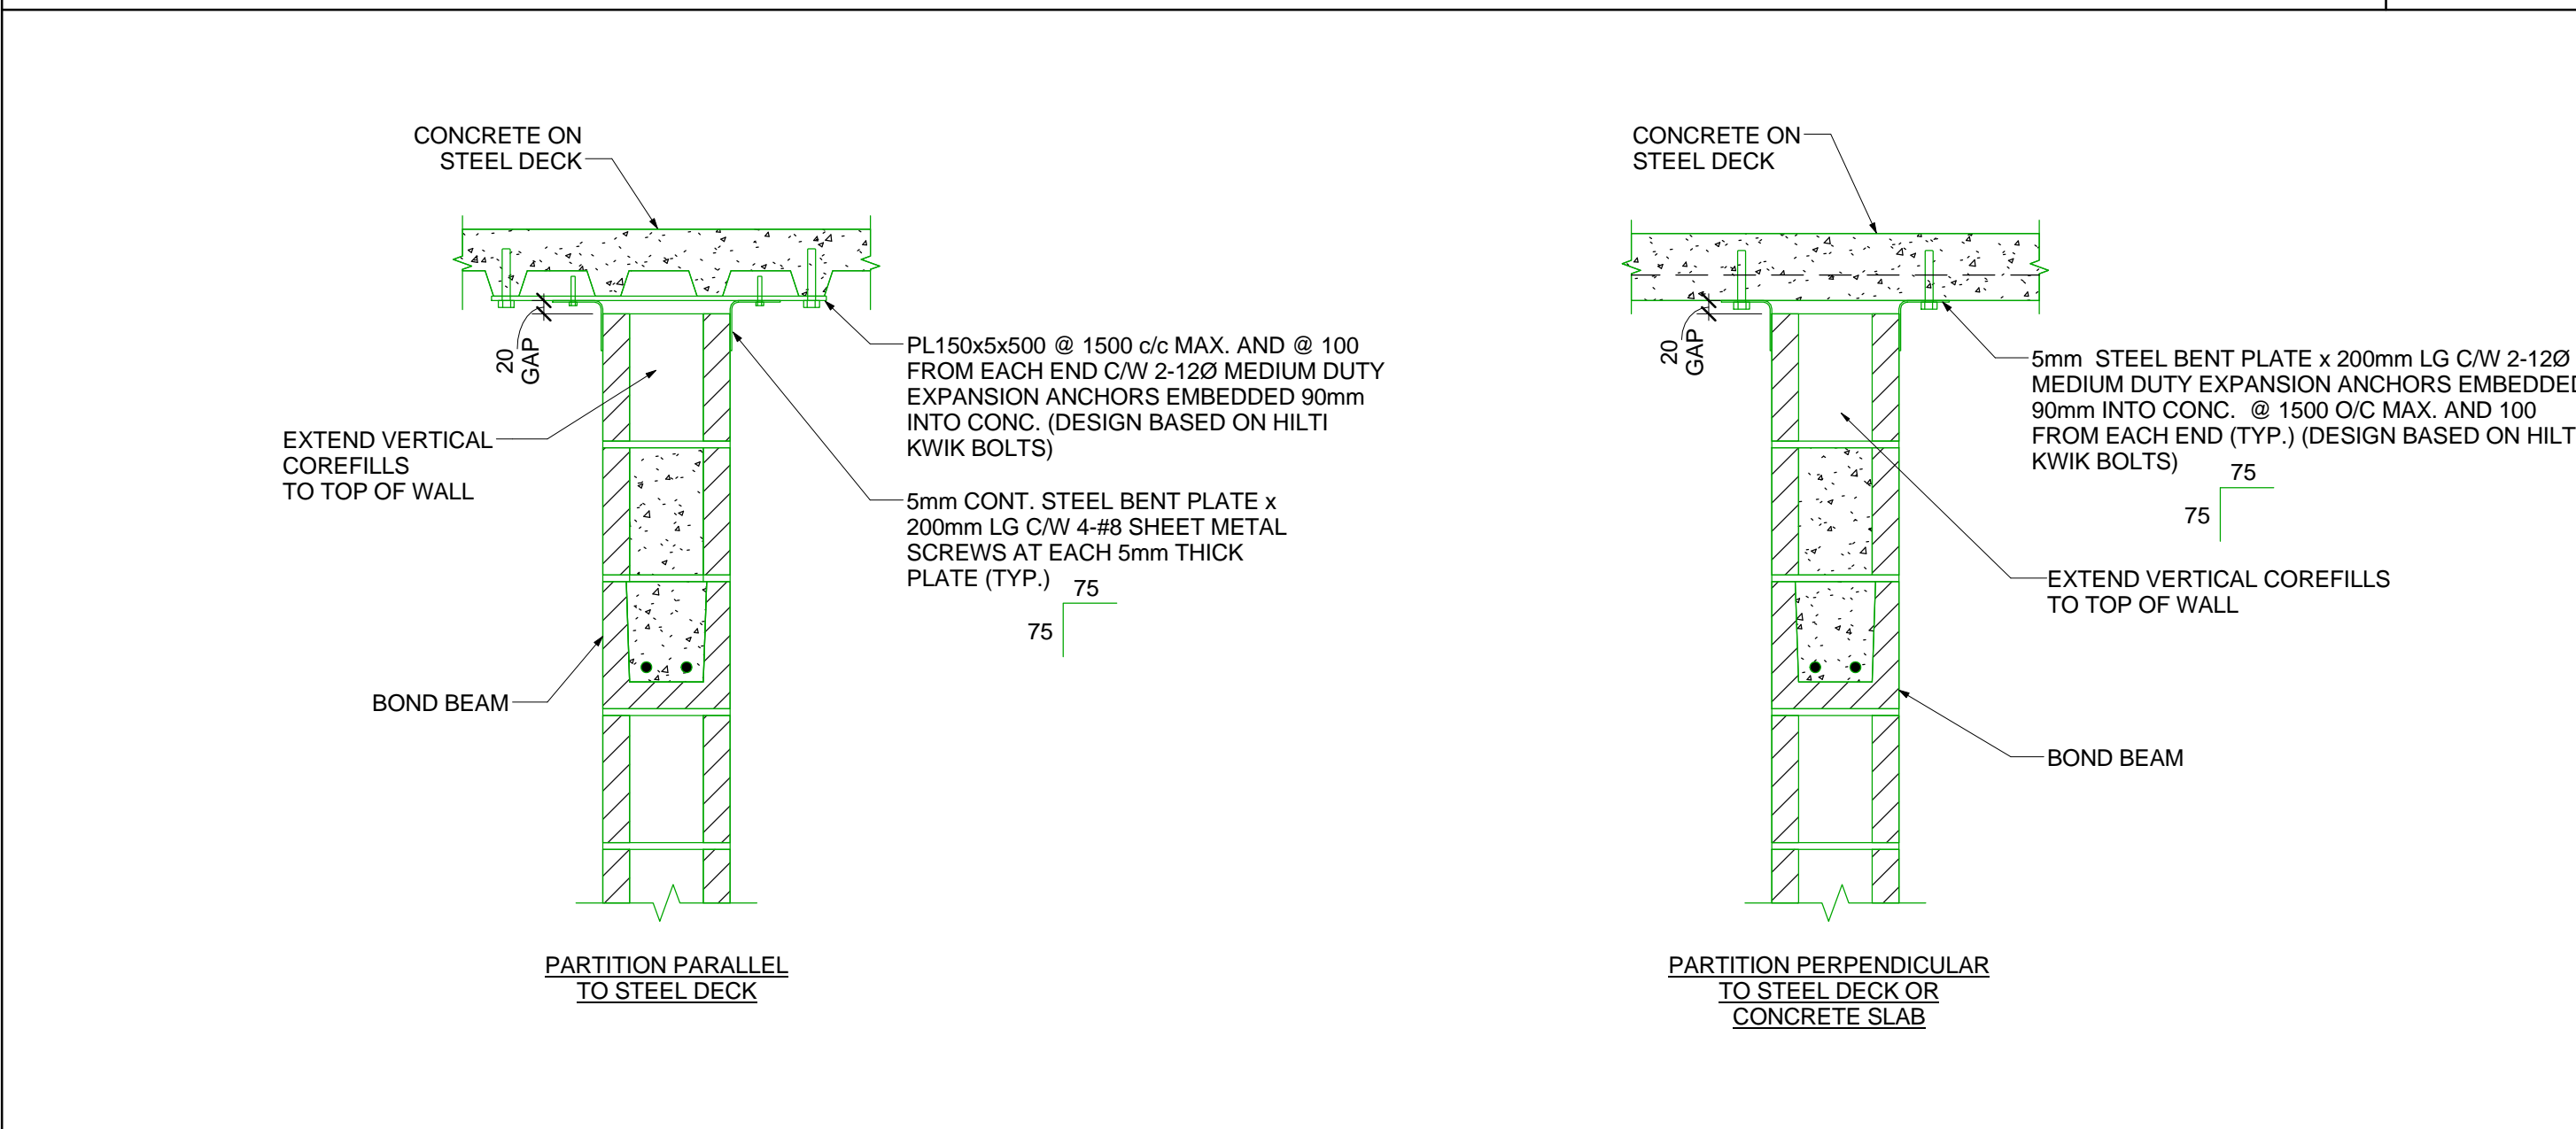 CONCRETE ON
STEEL DECK
20
GAP
EXTEND VERTICAL
COREFILLS
TO TOP OF WALL
BOND BEAM
PL150x5x500 @ 1500 c/c MAX. AND @ 100
FROM EACH END C/W 2-12Ø MEDIUM DUTY
EXPANSION ANCHORS EMBEDDED 90mm
INTO CONC. (DESIGN BASED ON HILTI
KWIK BOLTS)
5mm CONT. STEEL BENT PLATE x
200mm LG C/W 4-#8 SHEET METAL
SCREWS AT EACH 5mm THICK
PLATE (TYP.)
75
75
PARTITION PARALLEL
TO STEEL DECK
CONCRETE ON
STEEL DECK
20
GAP
5mm STEEL BENT PLATE x 200mm LG C/W 2-12Ø
MEDIUM DUTY EXPANSION ANCHORS EMBEDDED
90mm INTO CONC. @ 1500 O/C MAX. AND 100
FROM EACH END (TYP.) (DESIGN BASED ON HILT
KWIK BOLTS)
75
75
EXTEND VERTICAL COREFILLS
TO TOP OF WALL
BOND BEAM
PARTITION PERPENDICULAR
TO STEEL DECK OR
CONCRETE SLAB